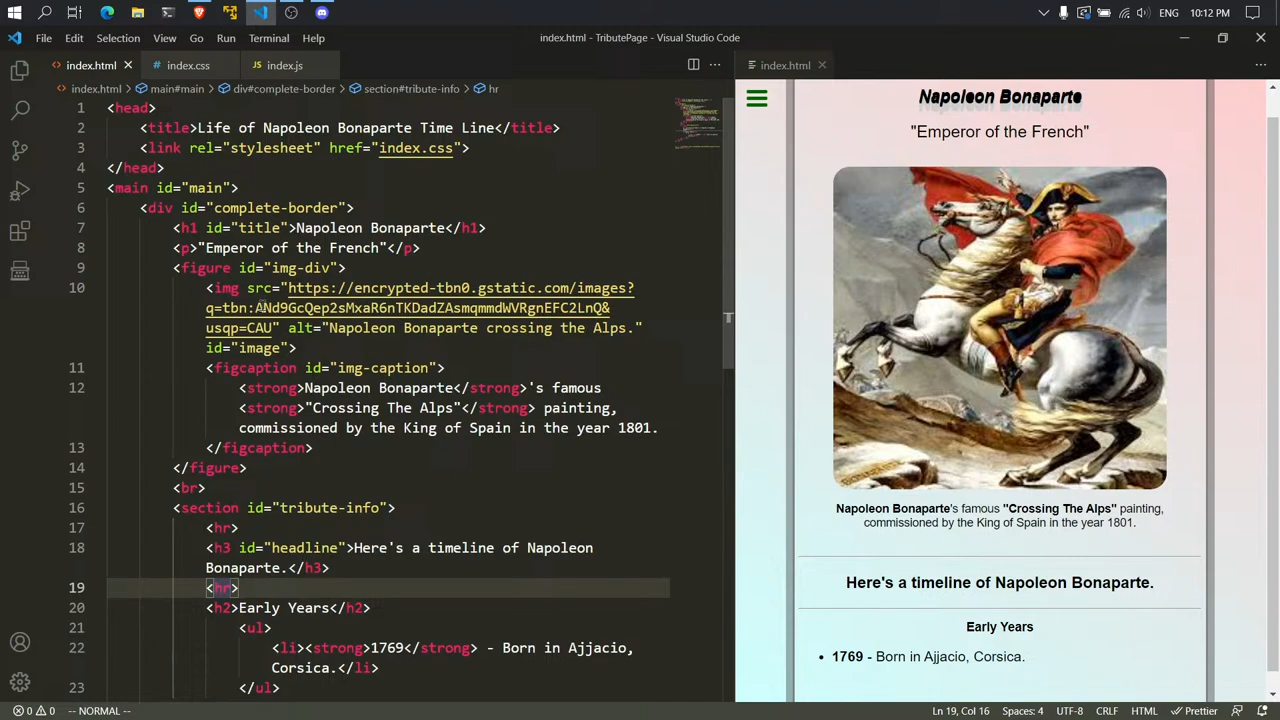 ENG 10:12 PM
File Edit Selection View Go Run Terminal Help index.html - TributePage - Visual Studio Code
index.html index.css index.js index.html
index.html main#main div#complete-border section#tribute-info hr
1 <head>
2 <title>Life of Napoleon Bonaparte Time Line</title>
3 <link rel="stylesheet" href="index.css">
4 </head>
5 <main id="main">
6 <div id="complete-border">
7 <h1 id="title">Napoleon Bonaparte</h1>
8 <p>"Emperor of the French"</p>
9 <figure id="img-div">
10 <img src="https://encrypted-tbn0.gstatic.com/images?
q=tbn:ANd9GcQep2sMxaR6nTKDadZAsmqmmdWVRgnEFC2LnQ&
usqp=CAU" alt="Napoleon Bonaparte crossing the Alps."
id="image">
11 <figcaption id="img-caption">
12 <strong>Napoleon Bonaparte</strong>'s famous
<strong>"Crossing The Alps"</strong> painting,
commissioned by the King of Spain in the year 1801.
13 </figcaption>
14 </figure>
15 <br>
16 <section id="tribute-info">
17 <hr>
18 <h3 id="headline">Here's a timeline of Napoleon
Bonaparte.</h3>
19 <hr>
20 <h2>Early Years</h2>
21 <ul>
22 <li><strong>1769</strong> - Born in Ajjacio,
Corsica.</li>
23 </ul>
Napoleon Bonaparte
"Emperor of the French"
Napoleon Bonaparte's famous "Crossing The Alps" painting,
commissioned by the King of Spain in the year 1801.
Here's a timeline of Napoleon Bonaparte.
Early Years
• 1769 - Born in Ajjacio, Corsica.
0 0 -- NORMAL -- Ln 19, Col 16 Spaces: 4 UTF-8 CRLF HTML Prettier